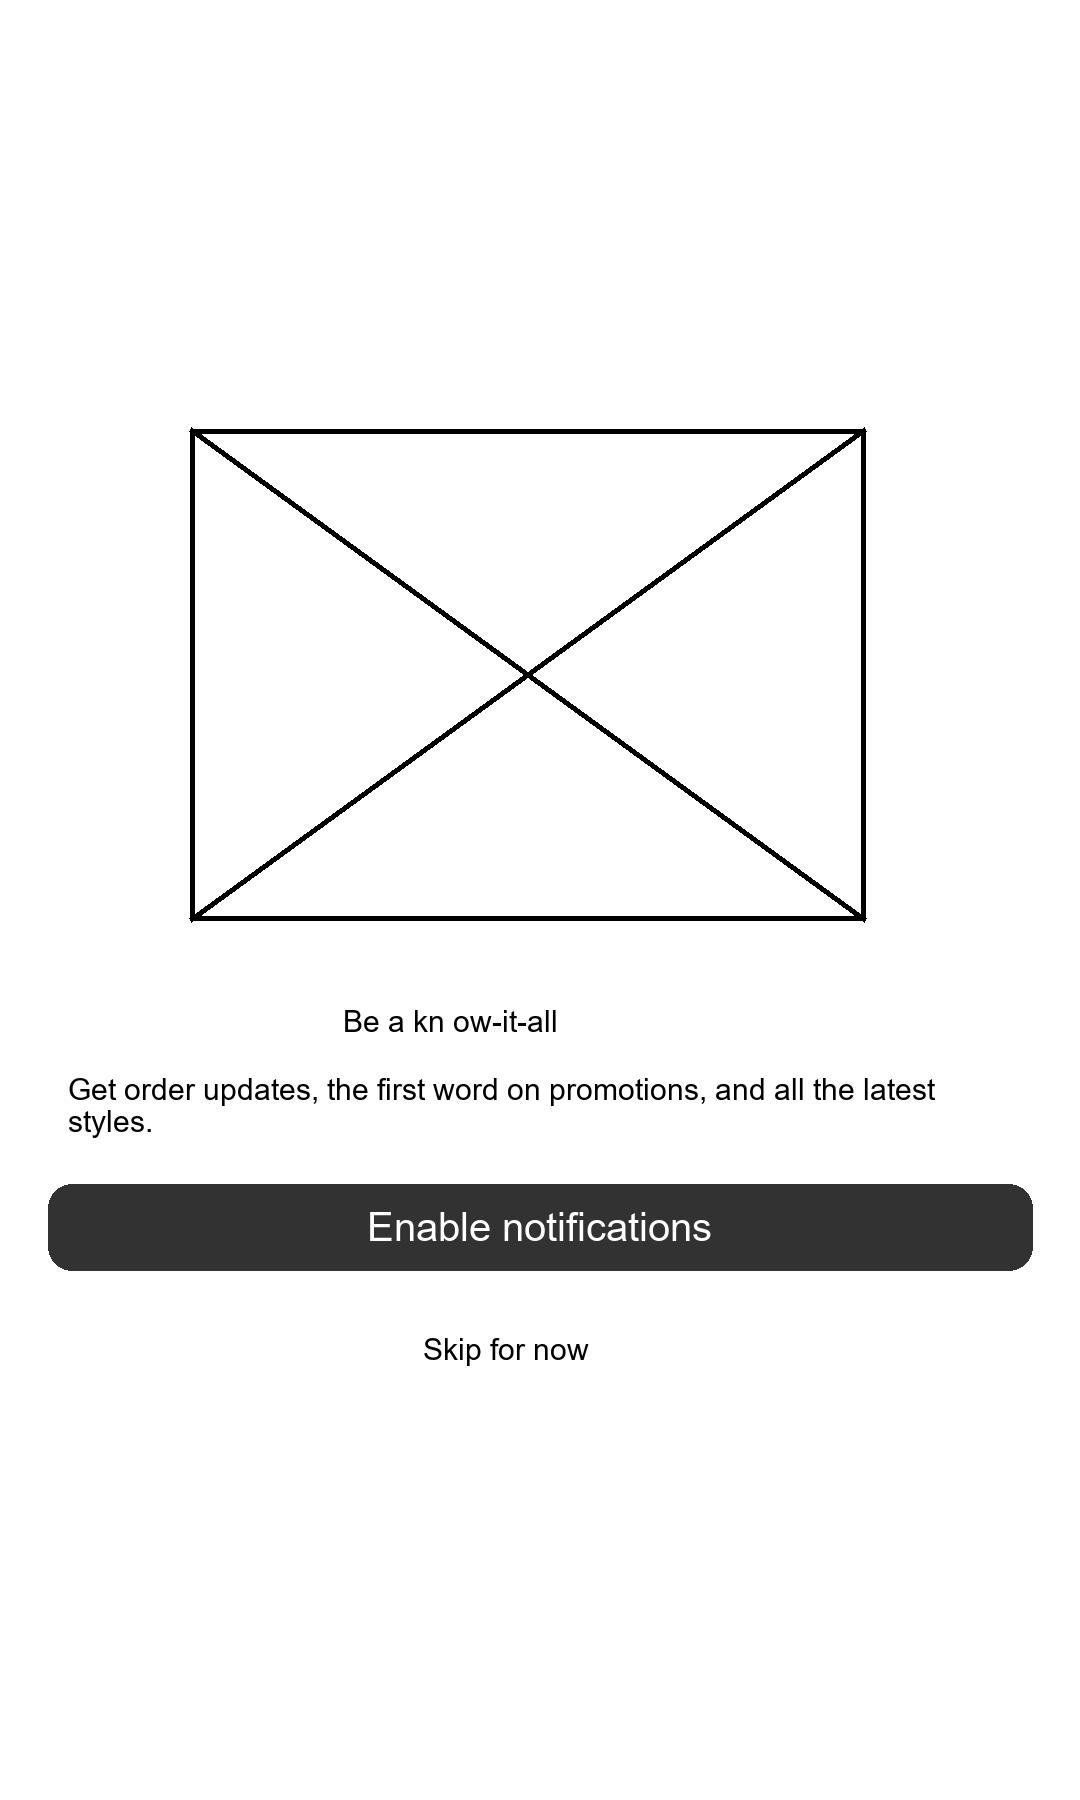 Be a kn ow-it-all
Get order updates, the first word on promotions, and all the latest
styles.
Enable notifications
Skip for now